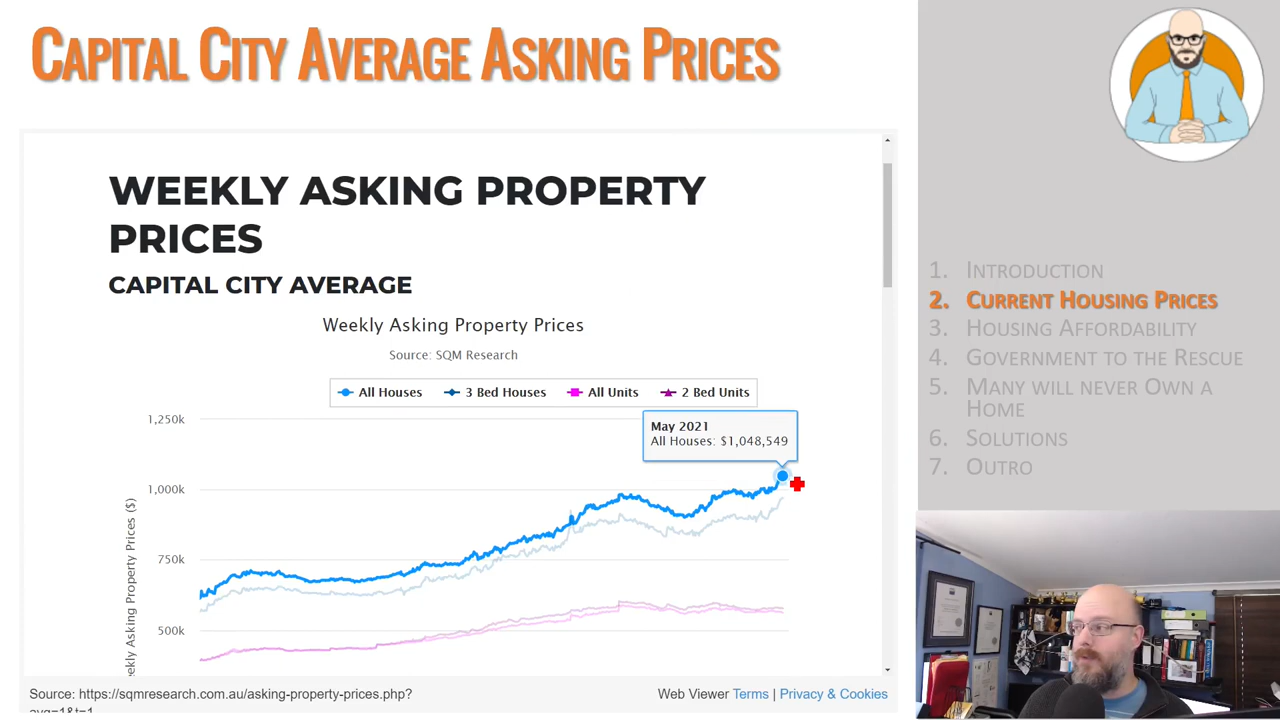 CAPITAL CITY AVERAGE ASKING PRICES
WEEKLY ASKING PROPERTY
PRICES
CAPITAL CITY AVERAGE
Weekly Asking Property Prices
Source: SQM Research
All Houses 3 Bed Houses All Units 2 Bed Units
May 2021
All Houses: $1,048,549
1,250k
1,000k
750k
500k
ekly Asking Property Prices ($)
Source: https://sqmresearch.com.au/asking-property-prices.php?
avg=1&t=1
Web Viewer Terms | Privacy & Cookies
1. INTRODUCTION
2. CURRENT HOUSING PRICES
3. HOUSING AFFORDABILITY
4. GOVERNMENT TO THE RESCUE
5. MANY WILL NEVER OWN A
HOME
6. SOLUTIONS
7. OUTRO